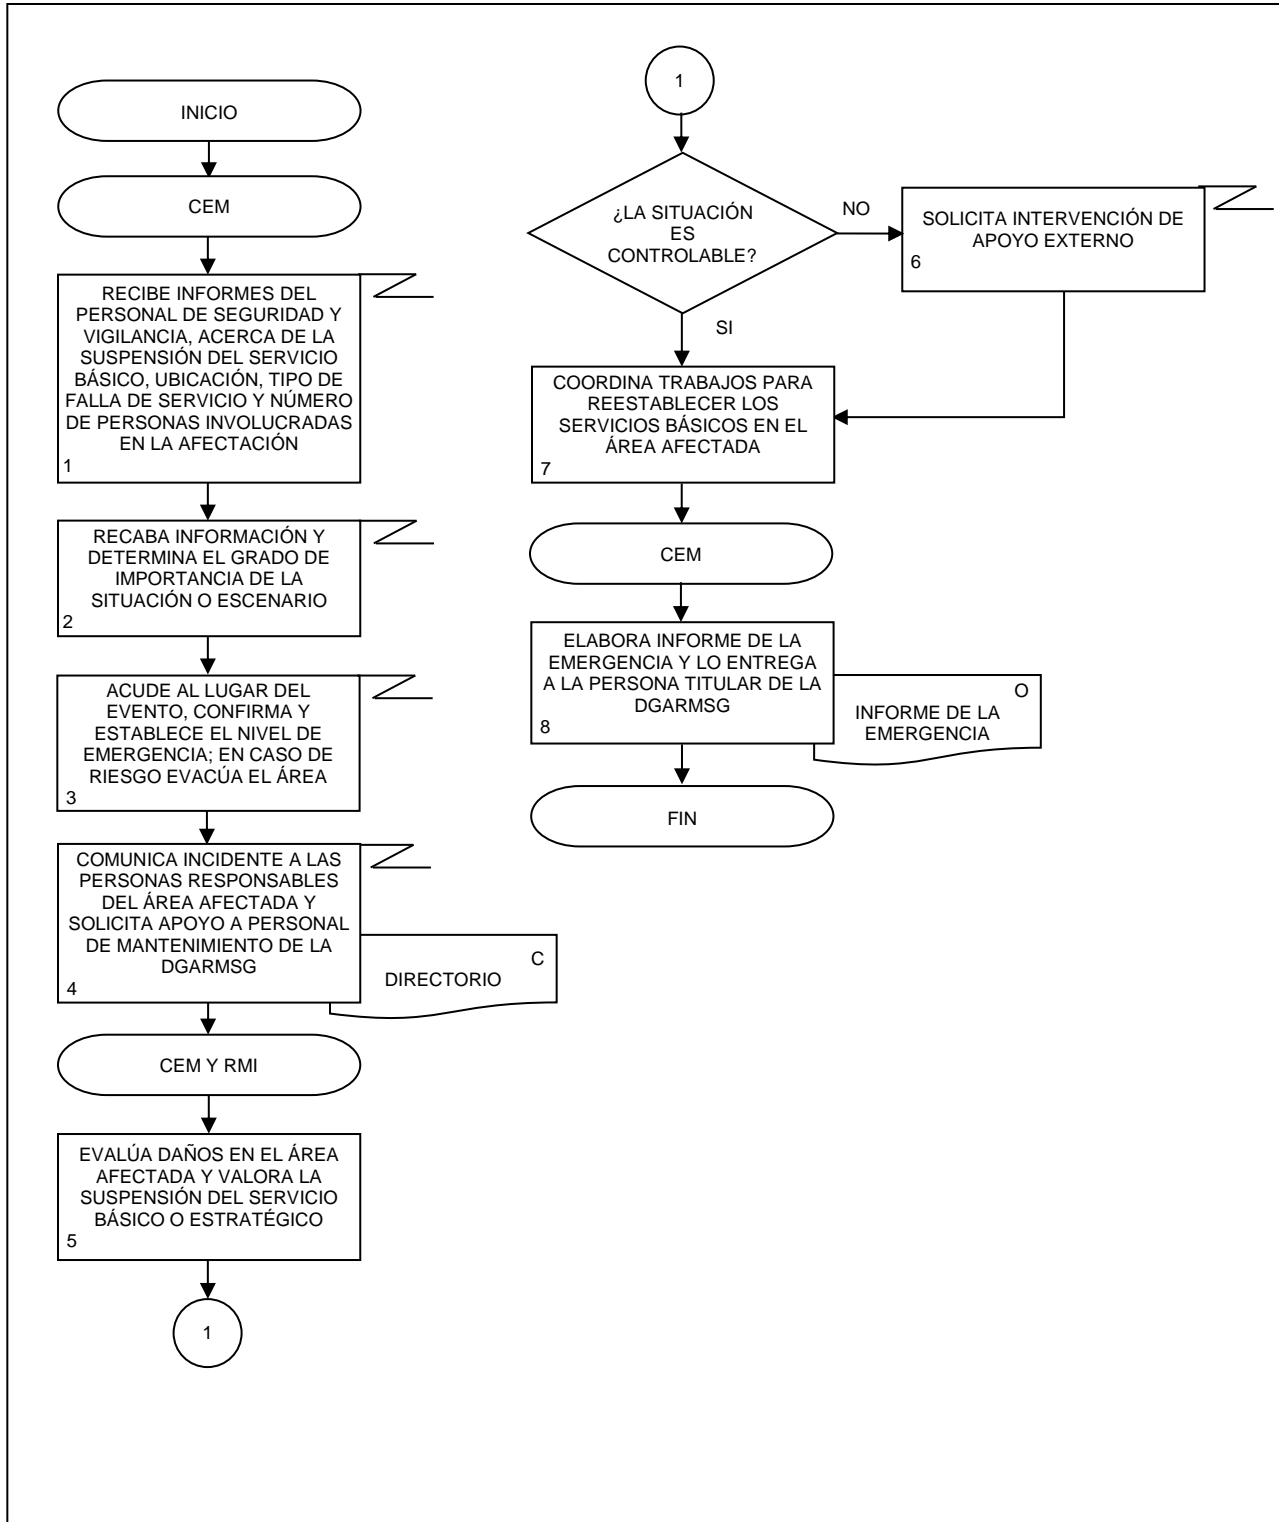 INICIO
CEM
RECIBE INFORMES DEL
PERSONAL DE SEGURIDAD Y
VIGILANCIA, ACERCA DE LA
SUSPENSIÓN DEL SERVICIO
BÁSICO, UBICACIÓN, TIPO DE
FALLA DE SERVICIO Y NÚMERO
DE PERSONAS INVOLUCRADAS
EN LA AFECTACIÓN
1
RECABA INFORMACIÓN Y
DETERMINA EL GRADO DE
IMPORTANCIA DE LA
SITUACIÓN O ESCENARIO
2
ACUDE AL LUGAR DEL
EVENTO, CONFIRMA Y
ESTABLECE EL NIVEL DE
EMERGENCIA; EN CASO DE
RIESGO EVACÚA EL ÁREA
3
COMUNICA INCIDENTE A LAS
PERSONAS RESPONSABLES
DEL ÁREA AFECTADA Y
SOLICITA APOYO A PERSONAL
DE MANTENIMIENTO DE LA
DGARMSG
4
C
DIRECTORIO
CEM Y RMI
EVALÚA DAÑOS EN EL ÁREA
AFECTADA Y VALORA LA
SUSPENSIÓN DEL SERVICIO
BÁSICO O ESTRATÉGICO
5
1
1
¿LA SITUACIÓN
ES
CONTROLABLE?
NO
SOLICITA INTERVENCIÓN DE
APOYO EXTERNO
6
SI
COORDINA TRABAJOS PARA
REESTABLECER LOS
SERVICIOS BÁSICOS EN EL
ÁREA AFECTADA
7
CEM
ELABORA INFORME DE LA
EMERGENCIA Y LO ENTREGA
A LA PERSONA TITULAR DE LA
DGARMSG
8
O
INFORME DE LA
EMERGENCIA
FIN